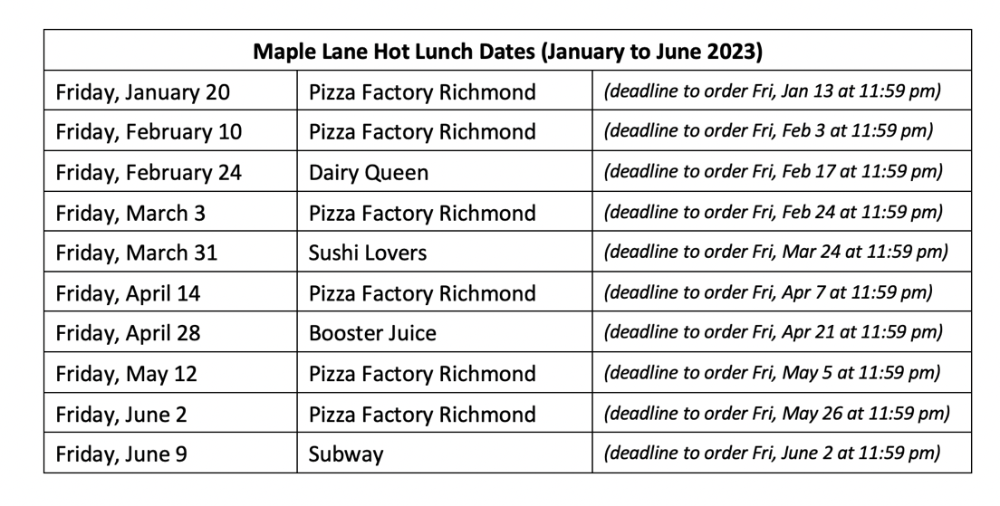 Maple Lane Hot Lunch Dates (January to June 2023)
Friday, January 20 Pizza Factory Richmond (deadline to order Fri, Jan 13 at 11:59 pm)
Friday, February 10 Pizza Factory Richmond (deadline to order Fri, Feb 3 at 11:59 pm)
Friday, February 24 Dairy Queen (deadline to order Fri, Feb 17 at 11:59 pm)
Friday, March 3 Pizza Factory Richmond (deadline to order Fri, Feb 24 at 11:59 pm)
Friday, March 31 Sushi Lovers (deadline to order Fri, Mar 24 at 11:59 pm)
Friday, April 14 Pizza Factory Richmond (deadline to order Fri, Apr 7 at 11:59 pm)
Friday, April 28 Booster Juice (deadline to order Fri, Apr 21 at 11:59 pm)
Friday, May 12 Pizza Factory Richmond (deadline to order Fri, May 5 at 11:59 pm)
Friday, June 2 Pizza Factory Richmond (deadline to order Fri, May 26 at 11:59 pm)
Friday, June 9 Subway (deadline to order Fri, June 2 at 11:59 pm)